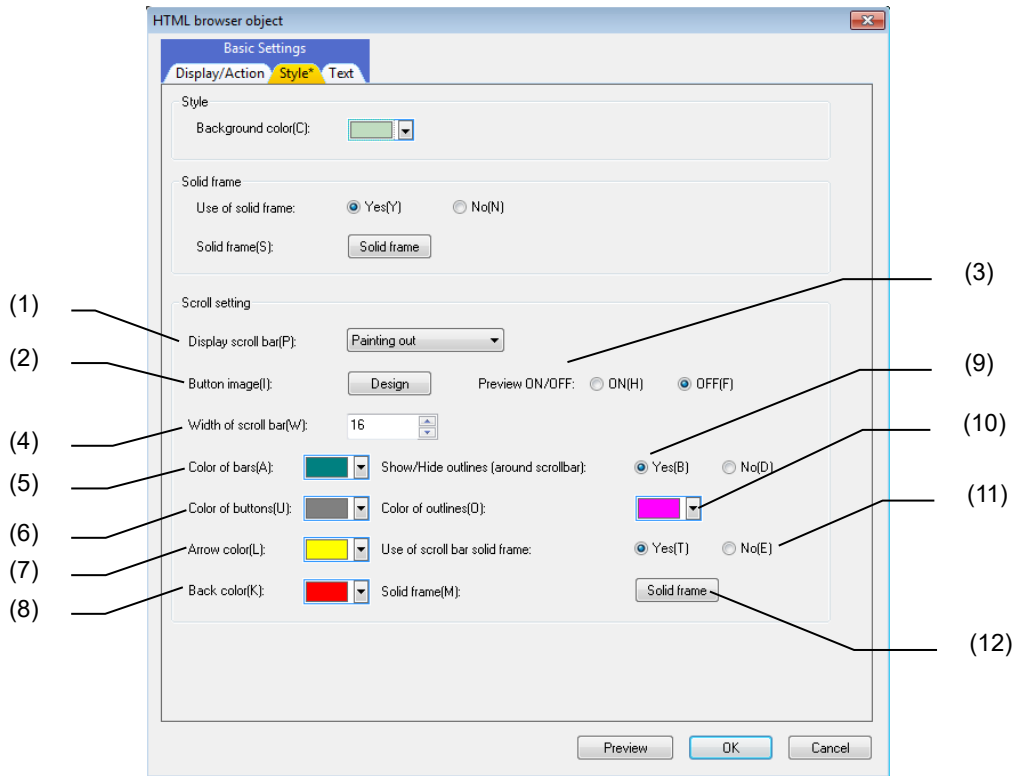 HTML browser object
Basic Settings
Display/Action Style* Text
Style
Background color(C):
Solid frame
Use of solid frame: Yes(Y) No(N)
Solid frame(S): Solid frame
(3)
Scroll setting
(1)
Display scroll bar(P): Painting out
(2)
Button image(I): Design Preview ON/OFF: ON(H) OFF(F)
(9)
Width of scroll bar(W): 16
(4)
(10)
Color of bars(A): Show/Hide outlines (around scrollbar): Yes(B) No(D)
(5)
(11)
Color of buttons(U): Color of outlines(O):
(6)
Arrow color(L): Use of scroll bar solid frame: Yes(T) No(E)
(7)
Back color(K): Solid frame(M): Solid frame
(8)
(12)
Preview OK Cancel